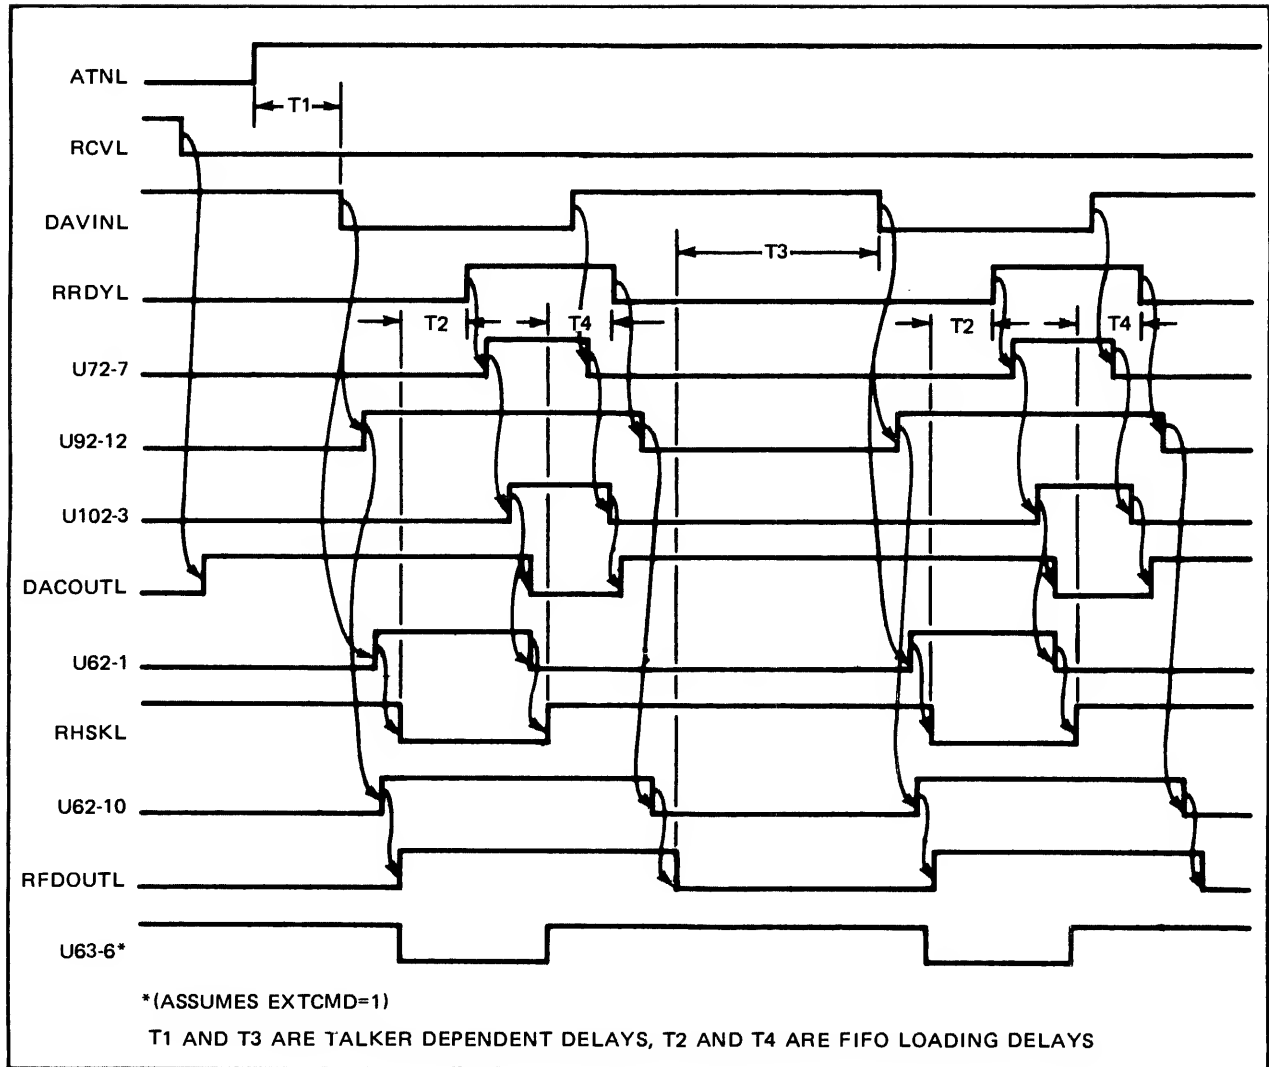 ATNL
T1
RCVL
DAVINL
T3
RRDYL
T2 T4 T2 T4
U72-7
U92-12
U102-3
DACOUTL
U62-1
RHSKL
U62-10
RFDOUTL
U63-6*
*(ASSUMES EXTCMD=1)
T1 AND T3 ARE TALKER DEPENDENT DELAYS, T2 AND T4 ARE FIFO LOADING DELAYS